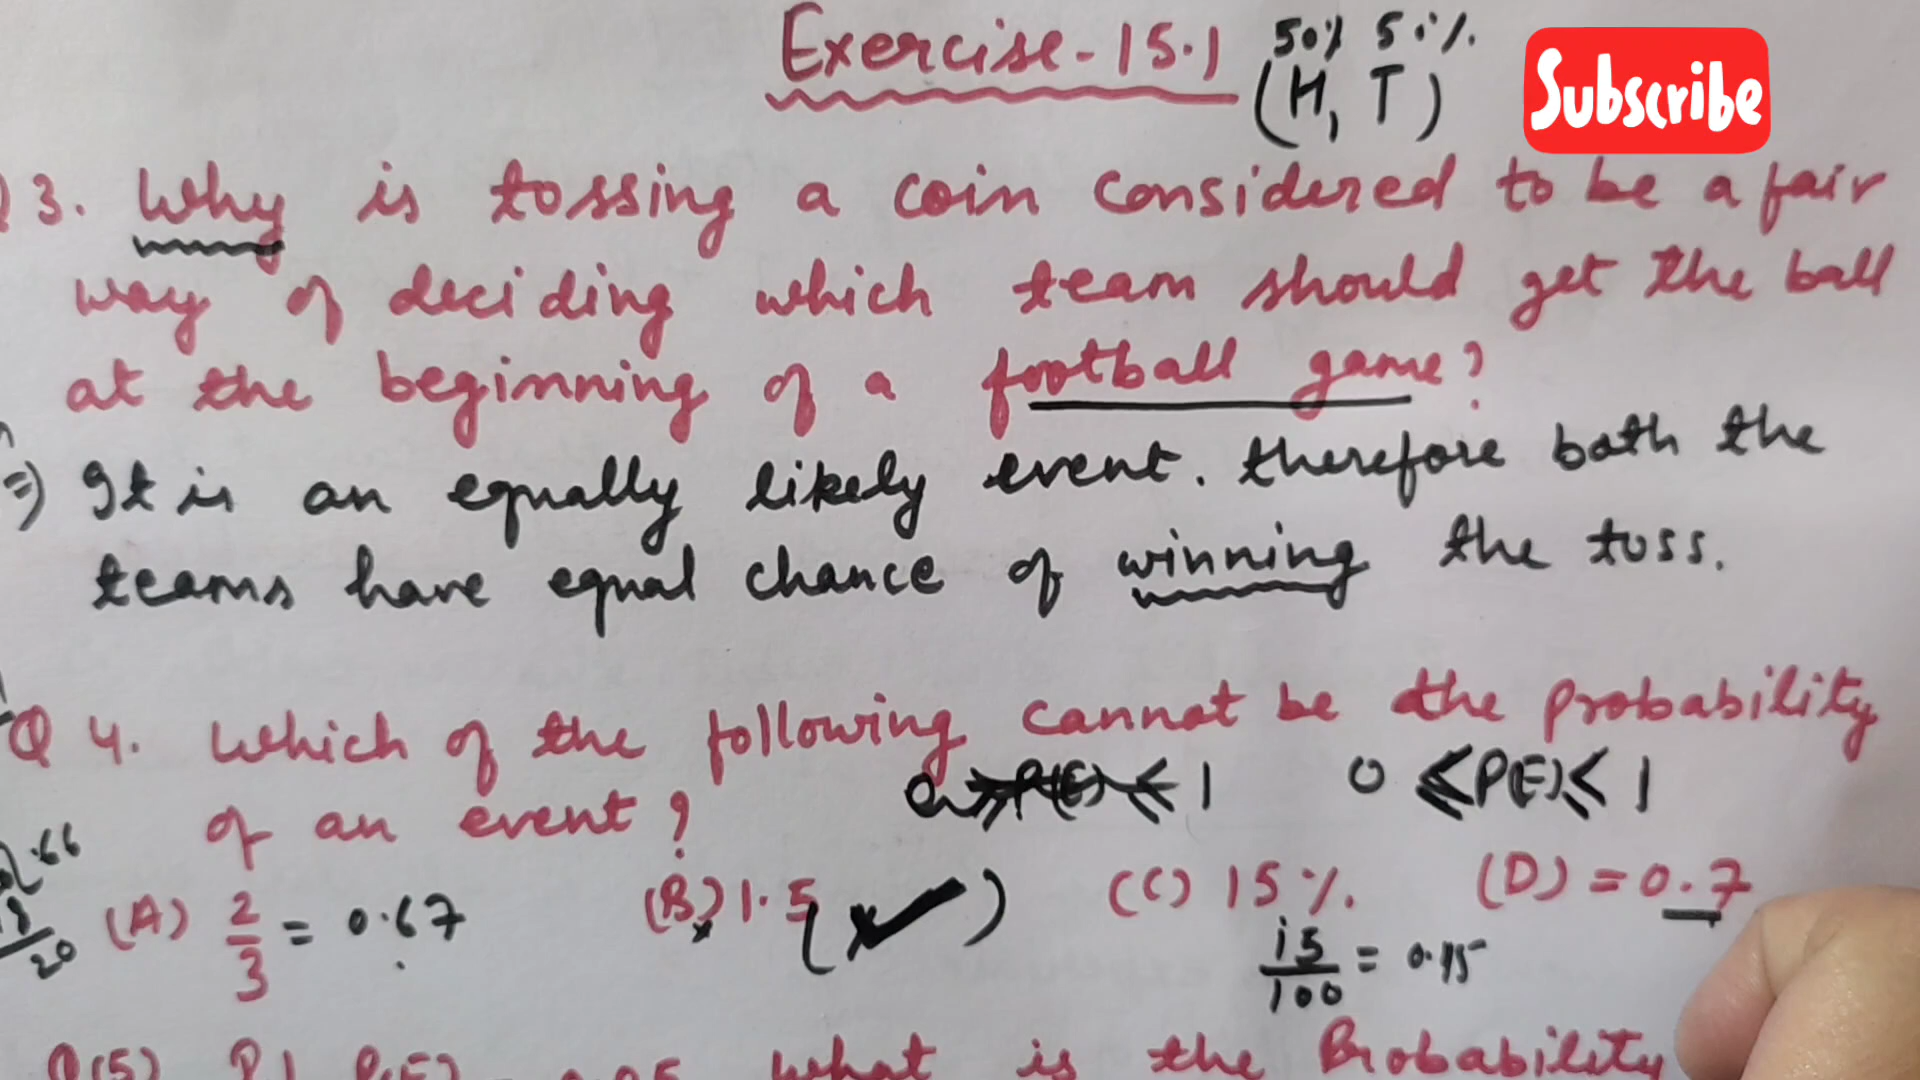 Exercise-15.1
50% 50%
(H, T)
Subscribe
3. Why is tossing a coin considered to be a fair
way of deciding which team should get the ball
at the beginning of a football game?
=) It is an equally likely event. therefore both the
teams have equal chance of winning the toss.
Q 4. Which of the following cannot be the probability
of an event?
0 ≤ P(E) ≤ 1
(A) 2/3 = 0.67 (B) 1.5 (C) 15%. (D) = 0.7
15/100 = 0.15
what is the Probability